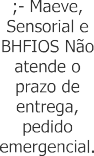 ;- Maeve,
Sensorial e
BHFIOS Não
atende o
prazo de
entrega,
pedido
emergencial.